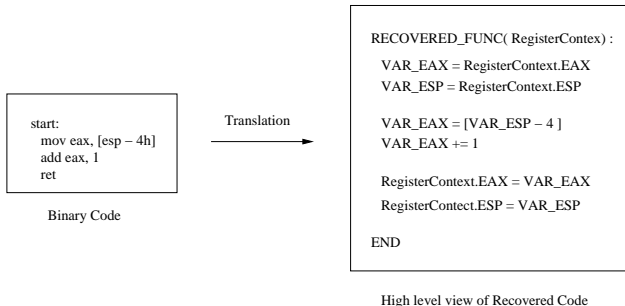 start:
mov eax, [esp – 4h]
add eax, 1
ret
Binary Code
Translation
RECOVERED_FUNC( RegisterContex) :
VAR_EAX = RegisterContext.EAX
VAR_ESP = RegisterContext.ESP
VAR_EAX = [VAR_ESP – 4 ]
VAR_EAX += 1
RegisterContext.EAX = VAR_EAX
RegisterContect.ESP = VAR_ESP
END
High level view of Recovered Code